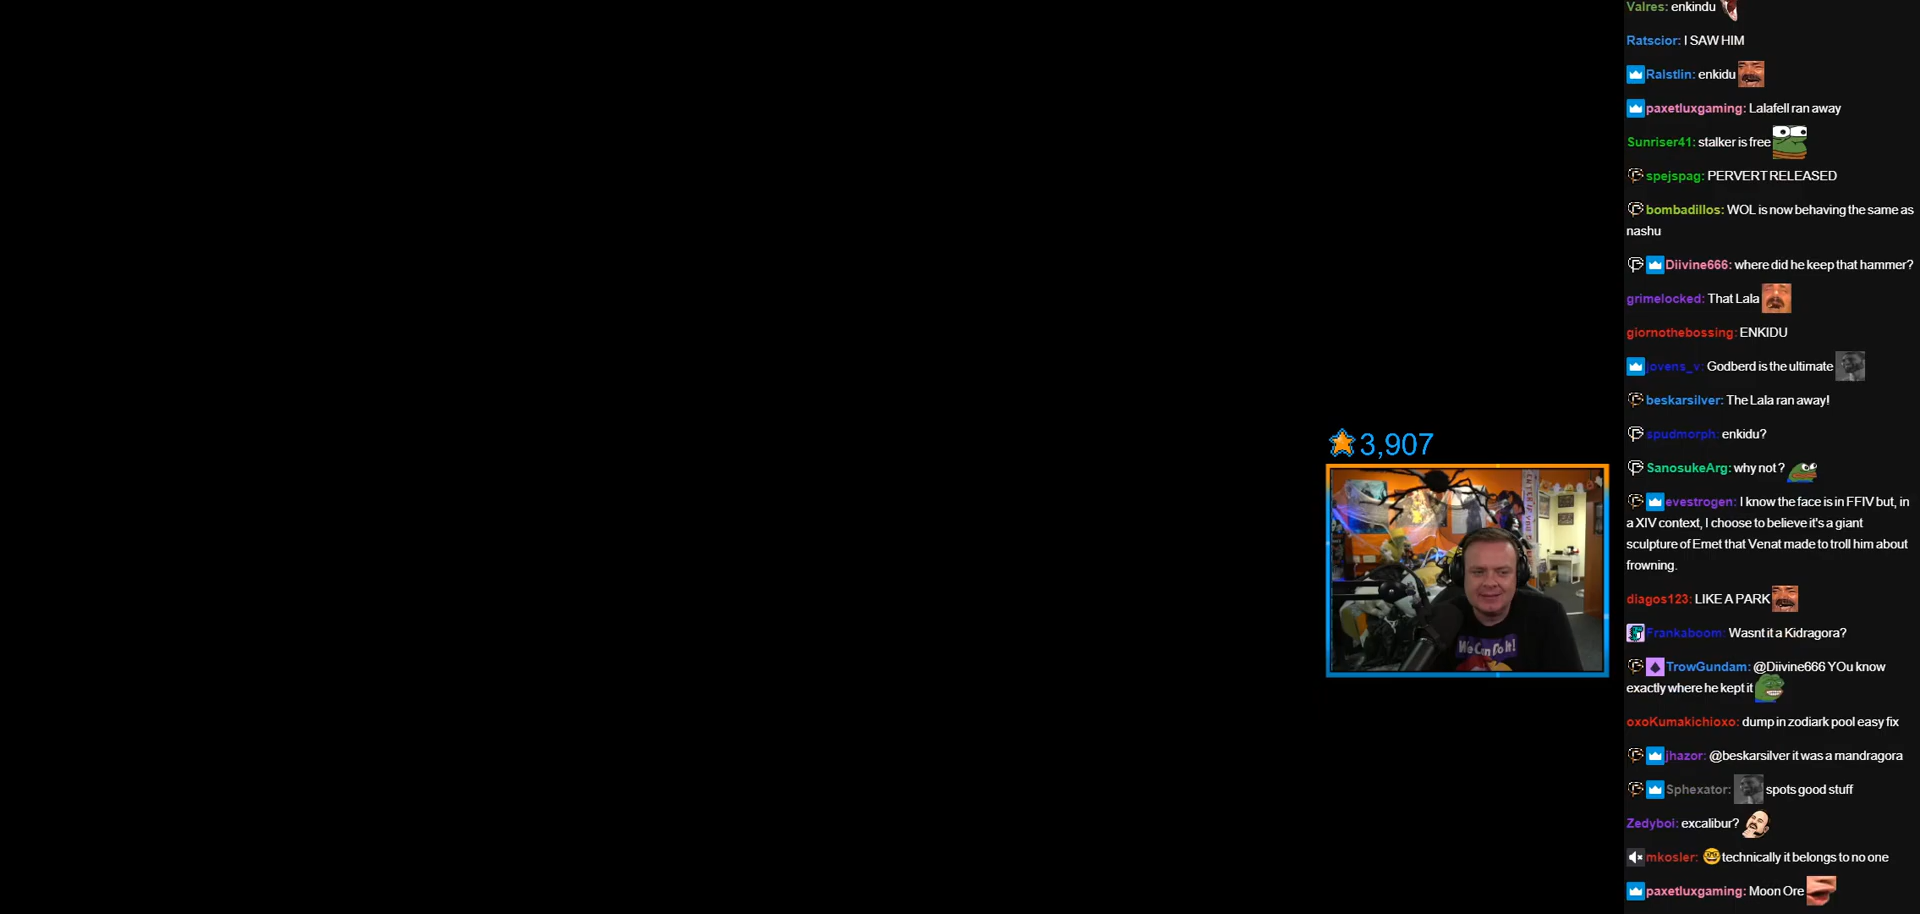 Valres: enkindu
Ratscior: I SAW HIM
Ralstlin: enkidu
paxetluxgaming: Lalafell ran away
Sunriser41: stalker is free
spejspag: PERVERT RELEASED
bombadillos: WOL is now behaving the same as
nashu
Diivine666: where did he keep that hammer?
grimelocked: That Lala
giornothebossing: ENKIDU
jovens_v: Godberd is the ultimate
beskarsilver: The Lala ran away!
3,907
spudmorph: enkidu?
SanosukeArg: why not ?
evestrogen: I know the face is in FFIV but, in
a XIV context, I choose to believe it's a giant
sculpture of Emet that Venat made to troll him about
frowning.
diagos123: LIKE A PARK
Frankaboom: Wasnt it a Kidragora?
We Can Do It!
TrowGundam: @Diivine666 YOu know
exactly where he kept it
oxoKumakichioxo: dump in zodiark pool easy fix
jhazor: @beskarsilver it was a mandragora
Sphexator: spots good stuff
Zedyboi: excalibur?
mkosler: technically it belongs to no one
paxetluxgaming: Moon Ore